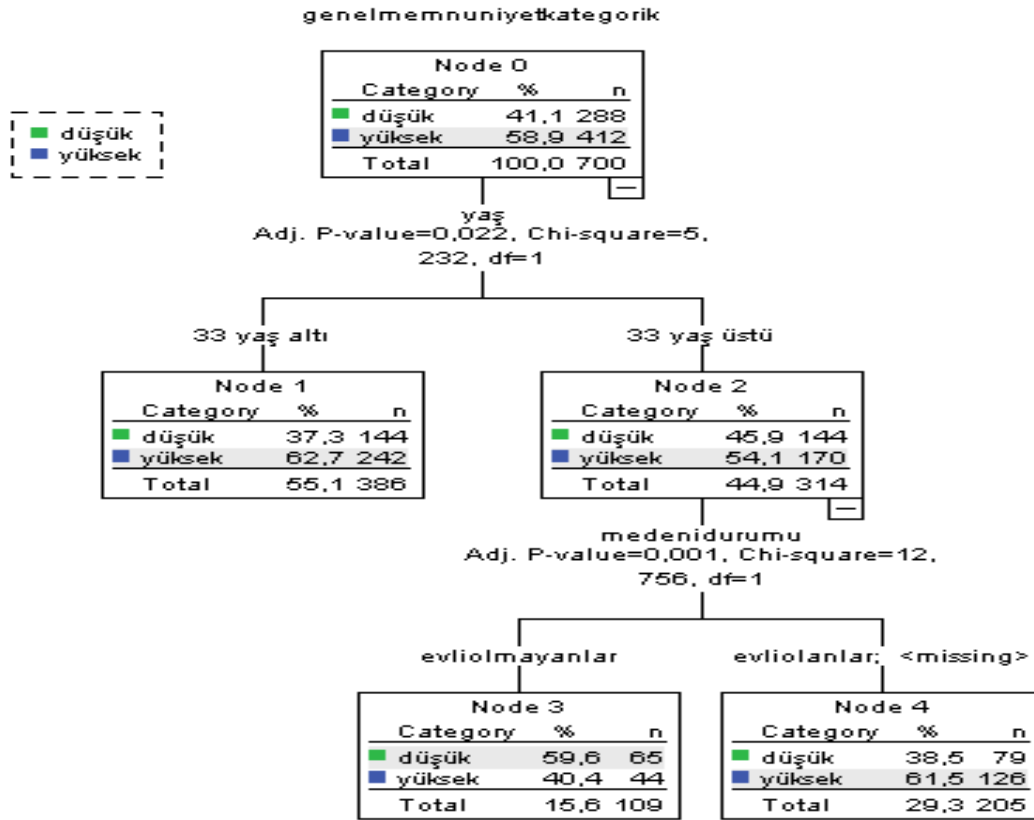 genelmemnuniyetkategorik
Node 0
Category % n
düşük 41,1 288
yüksek 58,9 412
Total 100,0 700
düşük
yüksek
yaş
Adj. P-value=0,022, Chi-square=5,
232, df=1
33 yaş altı
33 yaş üstü
Node 1
Category % n
düşük 37,3 144
yüksek 62,7 242
Total 55,1 386
Node 2
Category % n
düşük 45,9 144
yüksek 54,1 170
Total 44,9 314
medenidurumu
Adj. P-value=0,001, Chi-square=12,
756, df=1
evliolmayanlar
evliolanlar; <missing>
Node 3
Category % n
düşük 59,6 65
yüksek 40,4 44
Total 15,6 109
Node 4
Category % n
düşük 38,5 79
yüksek 61,5 126
Total 29,3 205